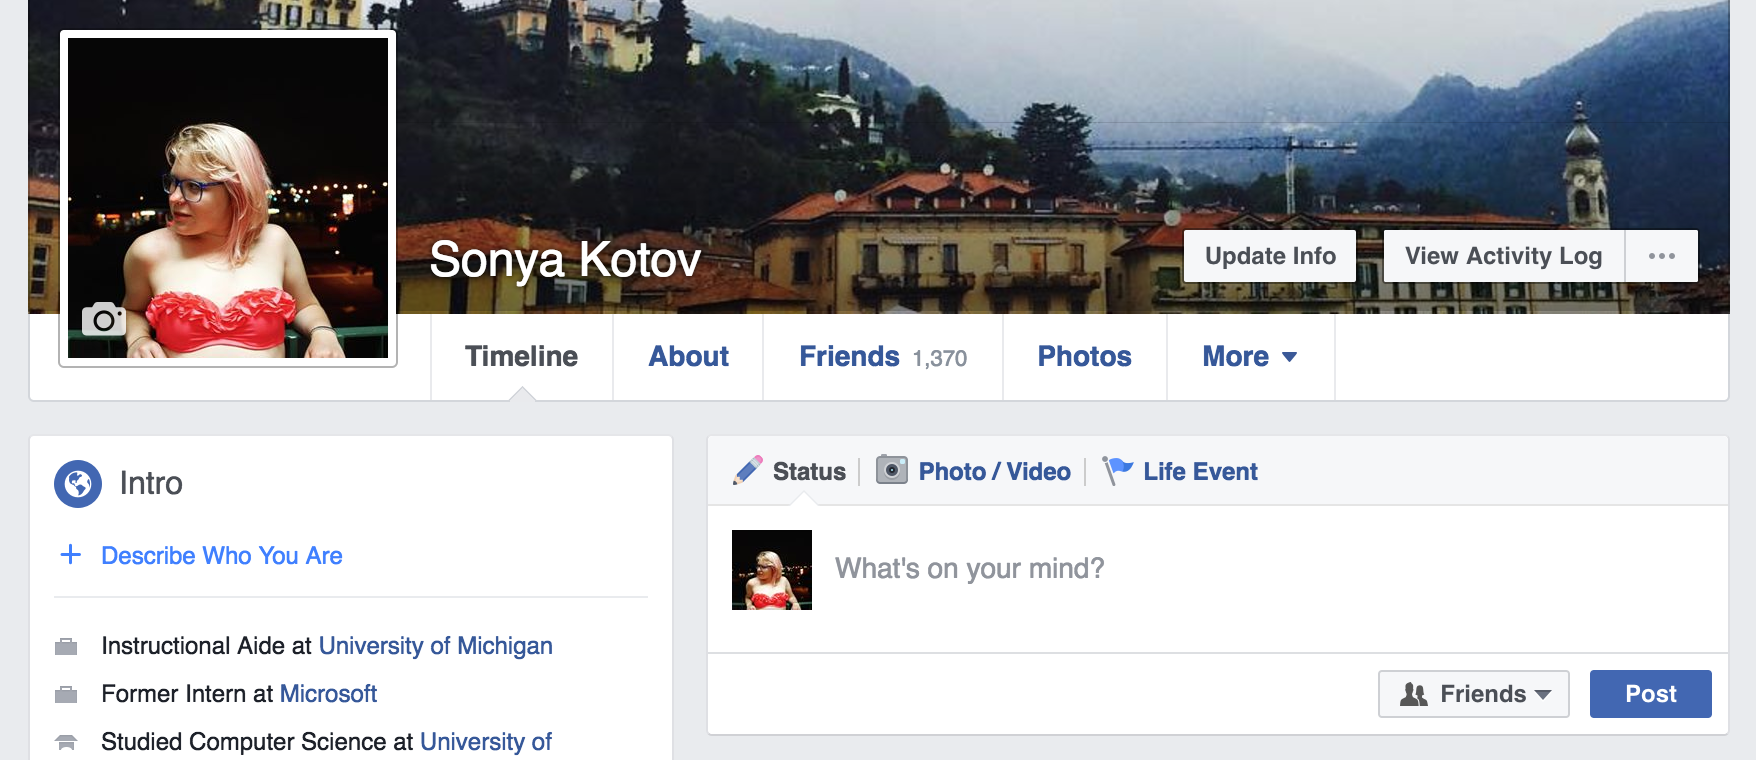 Sonya Kotov
Update Info
View Activity Log
Timeline
About
Friends 1,370
Photos
More
Intro
Describe Who You Are
Instructional Aide at University of Michigan
Former Intern at Microsoft
Studied Computer Science at University of
Status
Photo / Video
Life Event
What's on your mind?
Friends
Post